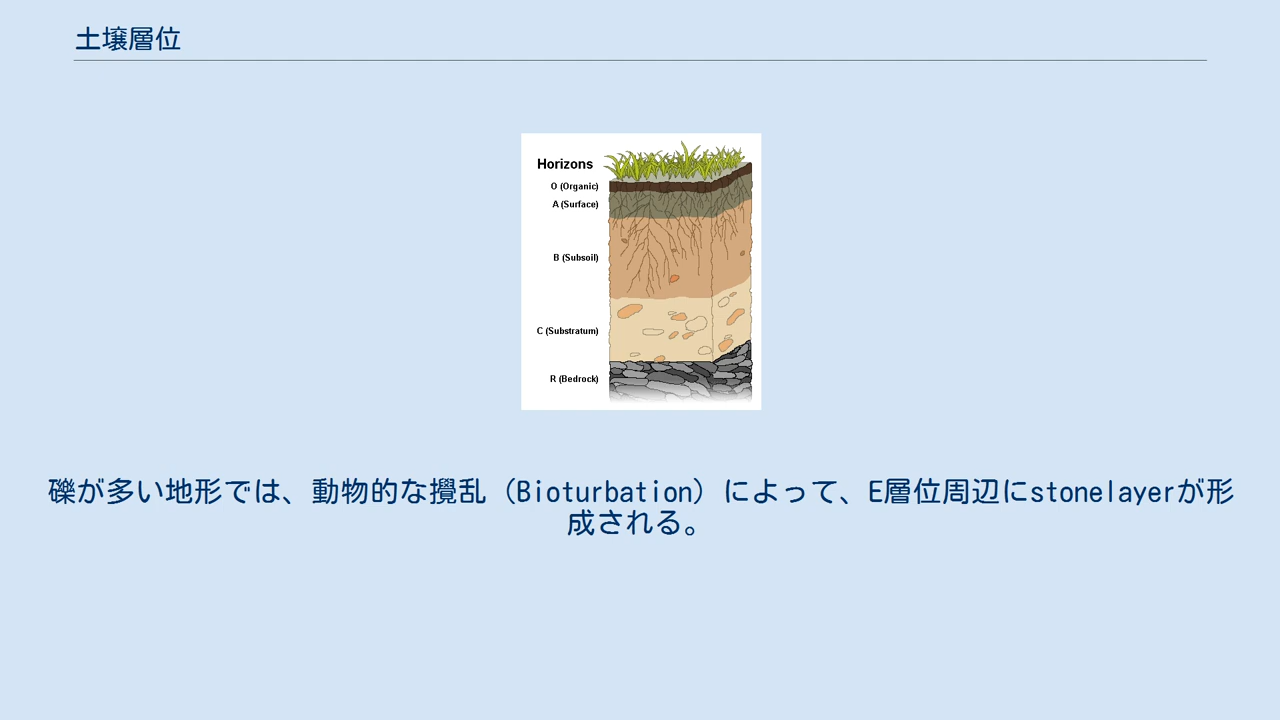 土壌層位
Horizons
O (Organic)
A (Surface)
B (Subsoil)
C (Substratum)
R (Bedrock)
礫が多い地形では、動物的な攪乱（Bioturbation）によって、E層位周辺にstonelayerが形
成される。